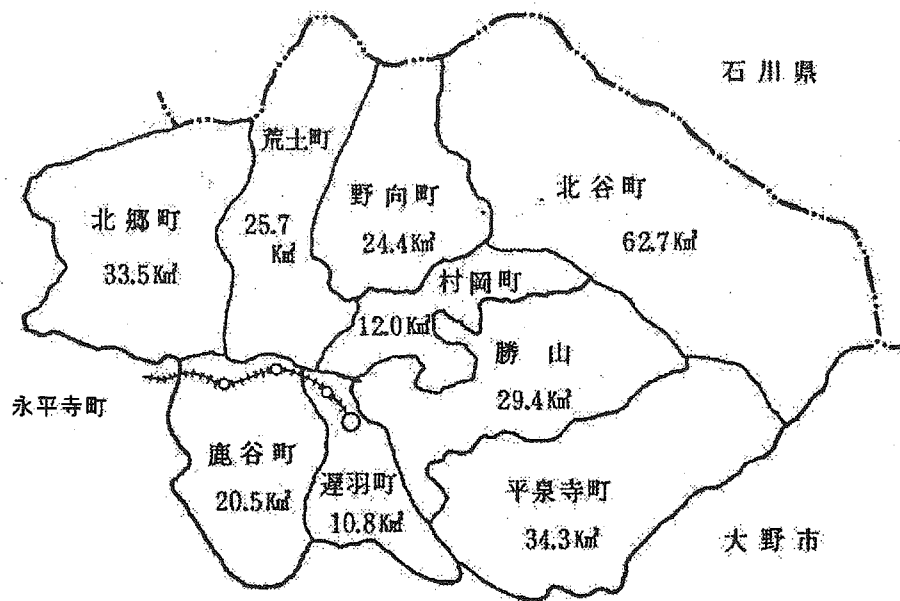 石川県
荒土町
25.7
Km²
野向町
24.4Km²
北谷町
62.7Km²
北郷町
33.5Km²
村岡町
12.0Km²
勝山
29.4Km²
永平寺町
鹿谷町
20.5Km²
遅羽町
10.8Km²
平泉寺町
34.3Km²
大野市